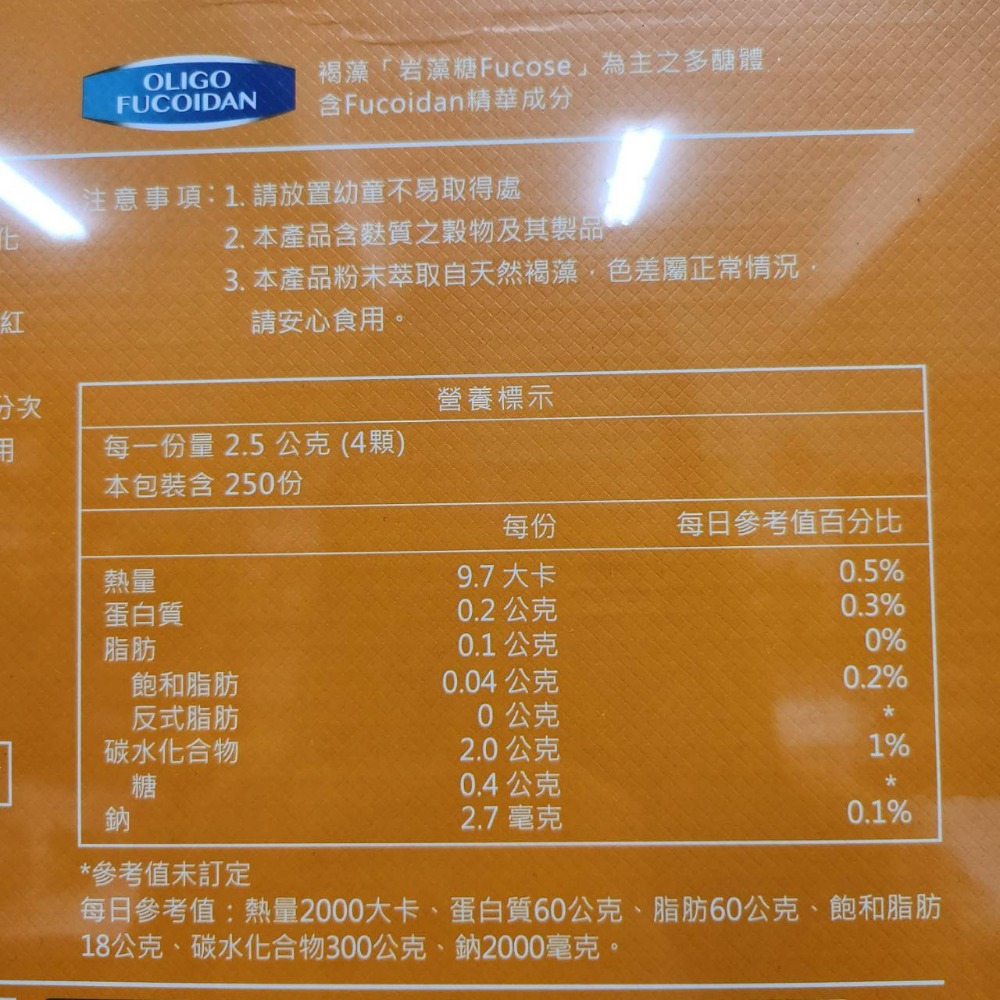 OLIGO
FUCOIDAN
褐藻「岩藻糖Fucose」為主之多醣體，
含Fucoidan精華成分
注意事項：1. 請放置幼童不易取得處
2. 本產品含麩質之穀物及其製品
3. 本產品粉末萃取自天然褐藻，色差屬正常情況，
請安心食用。
化
紅
分次
用
營養標示
每一份量 2.5 公克 (4顆)
本包裝含 250份
每份 每日參考值百分比
熱量 9.7 大卡 0.5%
蛋白質 0.2 公克 0.3%
脂肪 0.1 公克 0%
飽和脂肪 0.04 公克 0.2%
反式脂肪 0 公克 *
碳水化合物 2.0 公克 1%
糖 0.4 公克 *
鈉 2.7 毫克 0.1%
*參考值未訂定
每日參考值：熱量2000大卡、蛋白質60公克、脂肪60公克、飽和脂肪
18公克、碳水化合物300公克、鈉2000毫克。